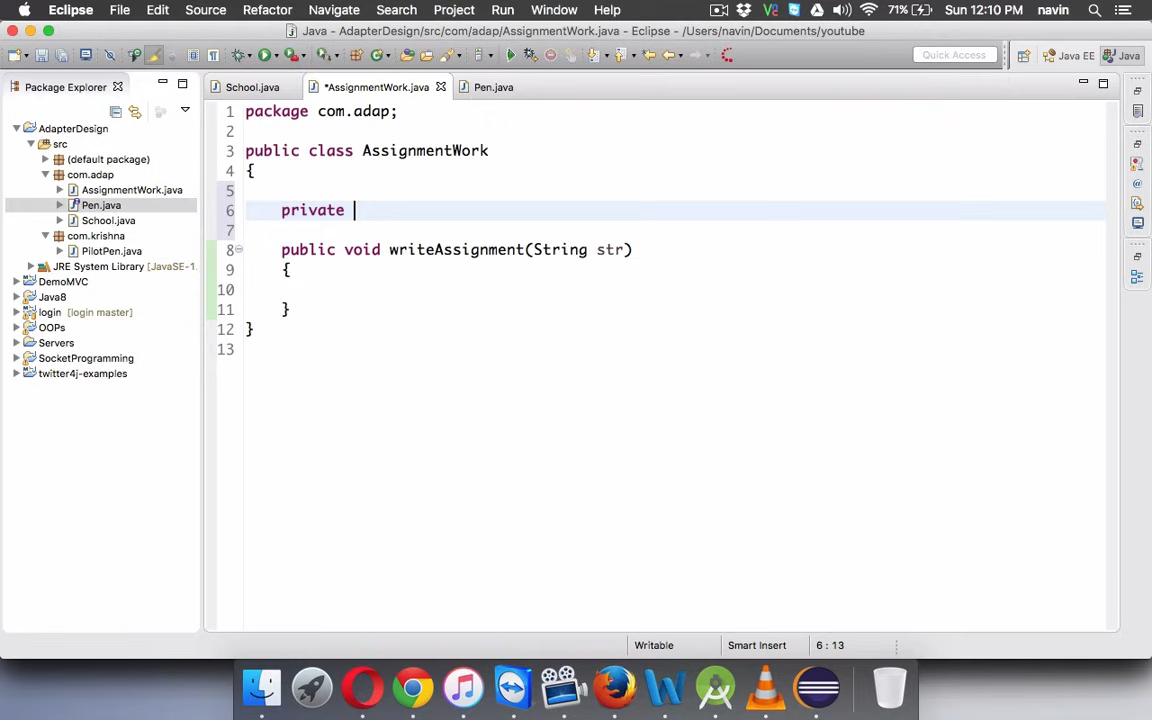 Eclipse File Edit Source Refactor Navigate Search Project Run Window Help 71% Sun 12:10 PM navin
Java - AdapterDesign/src/com/adap/AssignmentWork.java - Eclipse - /Users/navin/Documents/youtube
Quick Access Java EE Java
Package Explorer School.java *AssignmentWork.java Pen.java
AdapterDesign
src
(default package)
com.adap
AssignmentWork.java
Pen.java
School.java
com.krishna
PilotPen.java
JRE System Library [JavaSE-1.
DemoMVC
Java8
login [login master]
OOPs
Servers
SocketProgramming
twitter4j-examples
1 package com.adap;
2
3 public class AssignmentWork
4 {
5
6 private
7
8 public void writeAssignment(String str)
9 {
10
11 }
12 }
13
Writable Smart Insert 6 : 13